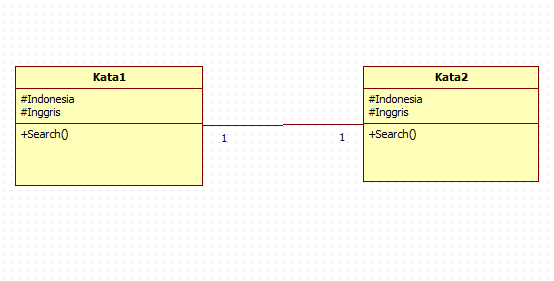 Kata1
#Indonesia
#Inggris
+Search()
1
1
Kata2
#Indonesia
#Inggris
+Search()